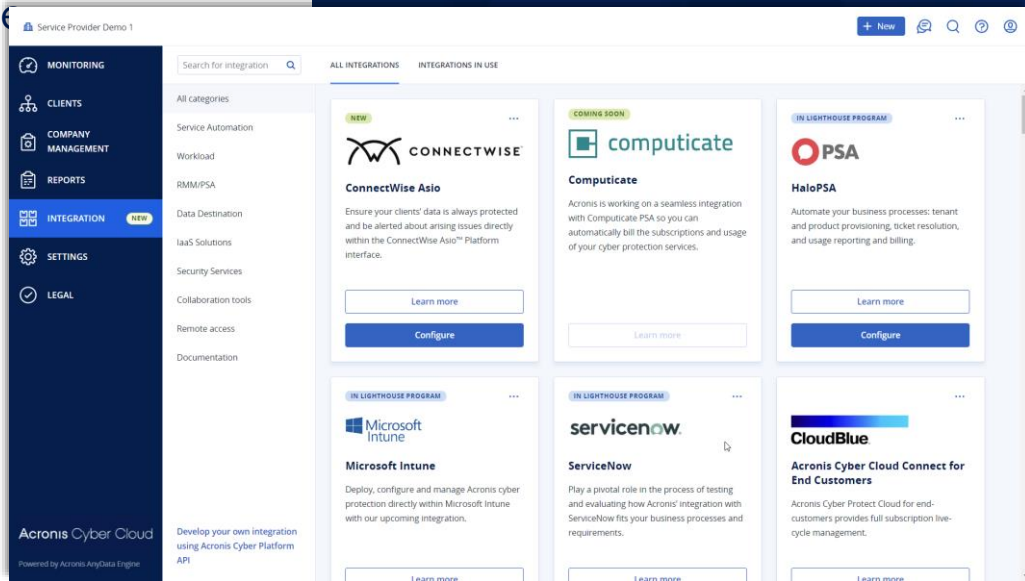 e
Service Provider Demo 1
+ New
MONITORING
CLIENTS
COMPANY
MANAGEMENT
REPORTS
INTEGRATION
NEW
SETTINGS
LEGAL
Acronis Cyber Cloud
Powered by Acronis AnyData Engine
Search for integration
All categories
Service Automation
Workload
RMM/PSA
Data Destination
IaaS Solutions
Security Services
Collaboration tools
Remote access
Documentation
Develop your own integration
using Acronis Cyber Platform
API
ALL INTEGRATIONS
INTEGRATIONS IN USE
NEW
CONNECTWISE
ConnectWise Asio
Ensure your clients' data is always protected
and be alerted about arising issues directly
within the ConnectWise Asio™ Platform
interface.
Learn more
Configure
COMING SOON
computicate
Computicate
Acronis is working on a seamless integration
with Computicate PSA so you can
automatically bill the subscriptions and usage
of your cyber protection services.
Learn more
IN LIGHTHOUSE PROGRAM
PSA
HaloPSA
Automate your business processes: tenant
and product provisioning, ticket resolution,
and usage reporting and billing.
Learn more
Configure
IN LIGHTHOUSE PROGRAM
Microsoft
Intune
Microsoft Intune
Deploy, configure and manage Acronis cyber
protection directly within Microsoft Intune
with our upcoming integration.
Learn more
IN LIGHTHOUSE PROGRAM
servicenow.
ServiceNow
Play a pivotal role in the process of testing
and evaluating how Acronis' integration with
ServiceNow fits your business processes and
requirements.
Learn more
CloudBlue
Acronis Cyber Cloud Connect for
End Customers
Acronis Cyber Protect Cloud for end-
customers provides full subscription live-
cycle management.
Learn more